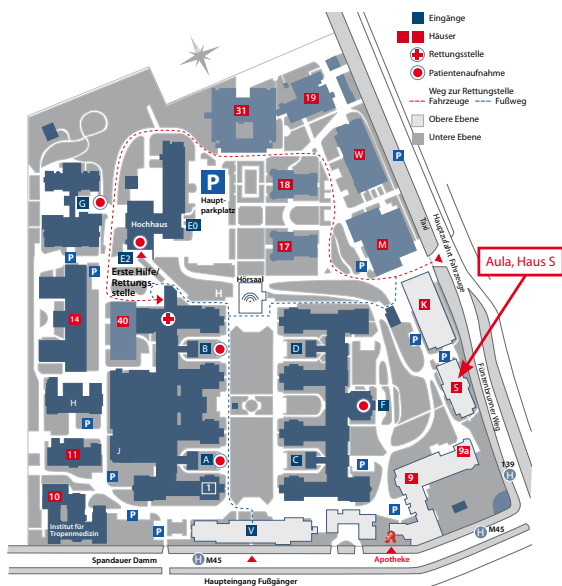 Eingänge
Häuser
Rettungsstelle
Patientenaufnahme
Weg zur Rettungstelle
Fahrzeuge
Fußweg
Obere Ebene
Untere Ebene
19
31
W
P
18
P
Haupt-
parkplatz
G
Hochhaus
E0
17
M
Taxi
Hauptzufahrt Fahrzeuge
Aula, Haus S
E2
P
P
P
Erste Hilfe/
Rettungs-
stelle
H
Hörsaal
K
14
40
P
B
D
P
S
Fürstenbrunner Weg
H
F
P
J
11
A
C
P
9a
9
139
H
P
10
1
P
P
Institut für
Tropenmedizin
P
V
A
H
M45
Spandauer Damm
H
M45
Apotheke
Haupteingang Fußgänger